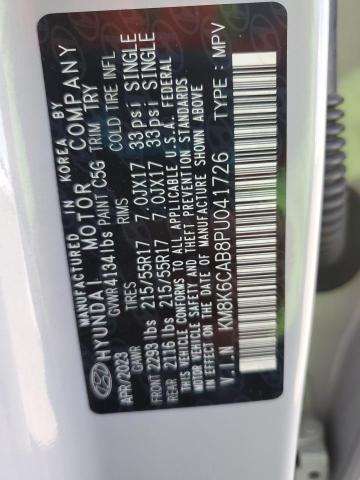 MADE IN KOREA BY
HYUNDAI MOTOR COMPANY
APR/2023 GVWR 4134 lbs PAINT C5G TRIM TRY
GAWR TIRES RIMS COLD TIRE INFL
FRONT 2293 lbs 215/55R17 7.0JX17 33psi SINGLE
REAR 2116 lbs 215/55R17 7.0JX17 33psi SINGLE
THIS VEHICLE CONFORMS TO ALL APPLICABLE U.S.A. FEDERAL
MOTOR VEHICLE SAFETY, BUMPER, AND THEFT PREVENTION
STANDARDS IN EFFECT ON THE DATE OF MANUFACTURE SHOWN ABOVE
V.I.N : KM8K6CAB8PU041726 TYPE : MPV